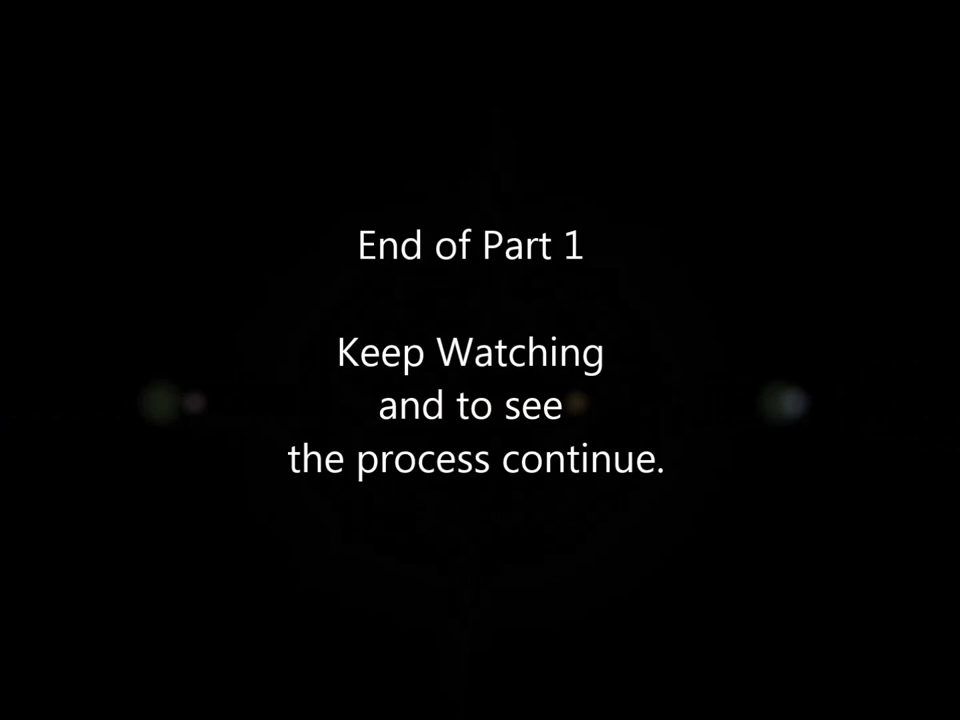 End of Part 1
Keep Watching
and to see
the process continue.